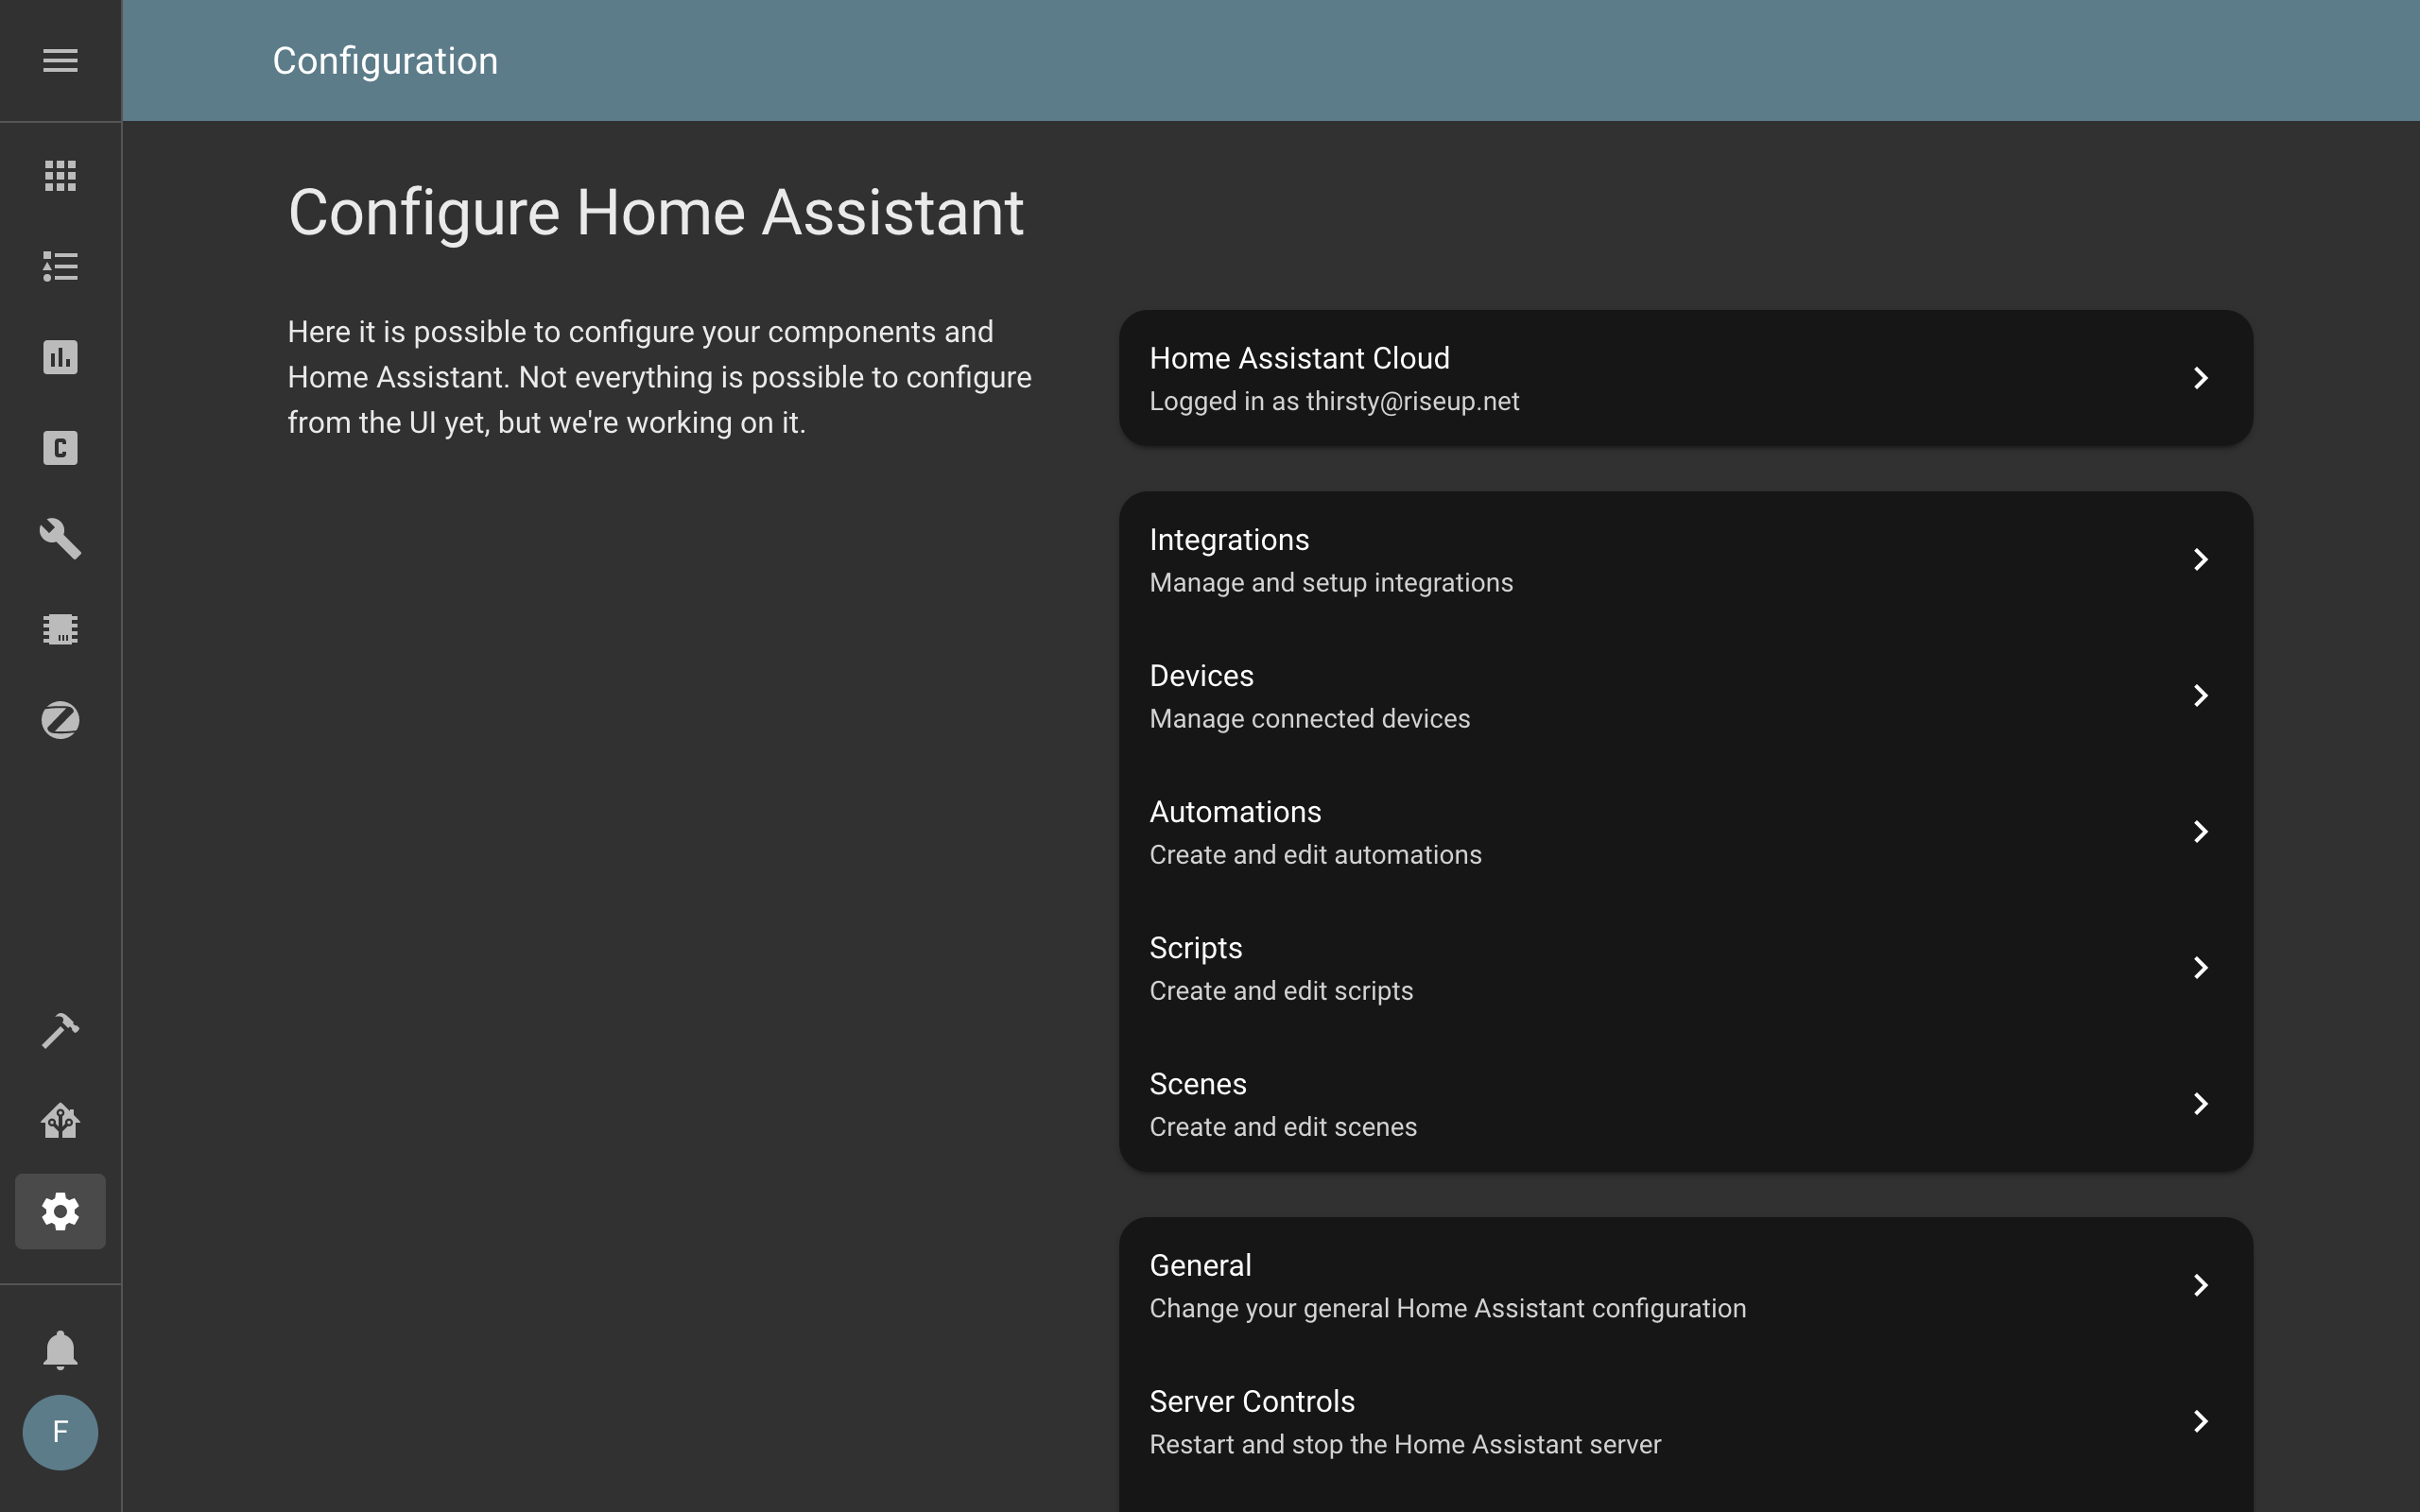 Configuration
Configure Home Assistant
Here it is possible to configure your components and
Home Assistant. Not everything is possible to configure
from the UI yet, but we're working on it.
Home Assistant Cloud
Logged in as thirsty@riseup.net
Integrations
Manage and setup integrations
Devices
Manage connected devices
Automations
Create and edit automations
Scripts
Create and edit scripts
Scenes
Create and edit scenes
General
Change your general Home Assistant configuration
Server Controls
Restart and stop the Home Assistant server
C
F